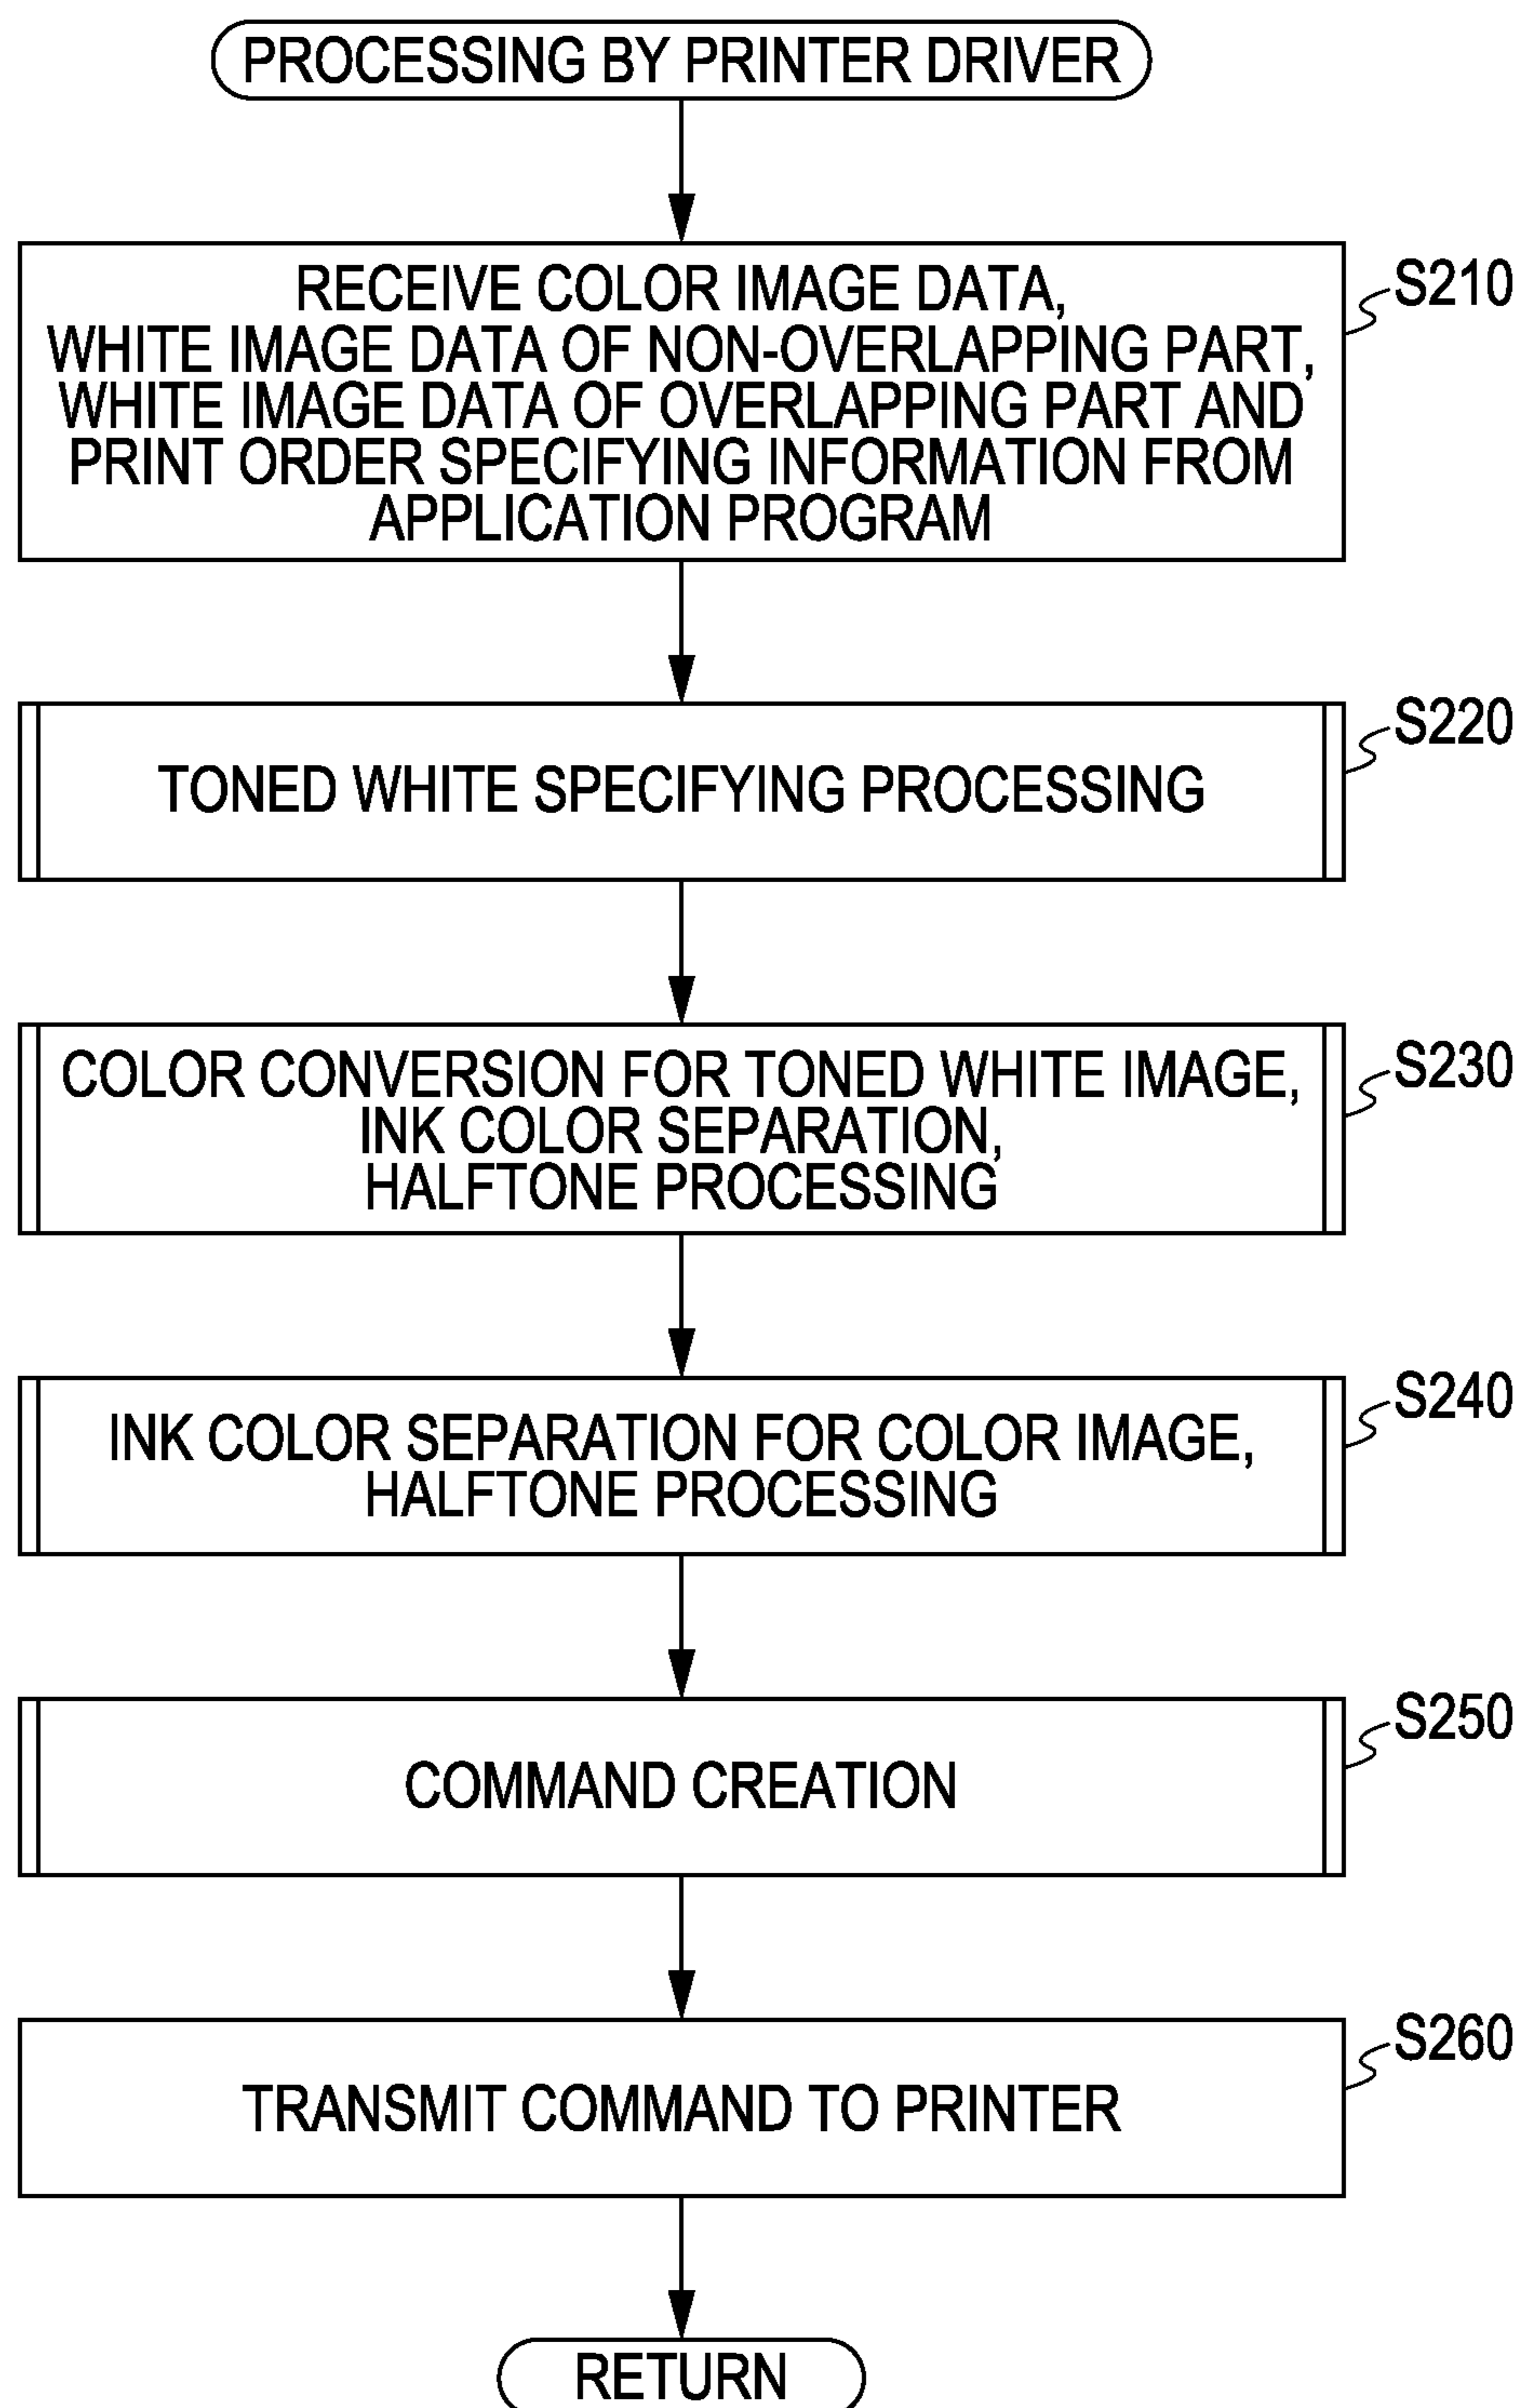 PROCESSING BY PRINTER DRIVER
RECEIVE COLOR IMAGE DATA,
WHITE IMAGE DATA OF NON-OVERLAPPING PART,
WHITE IMAGE DATA OF OVERLAPPING PART AND
PRINT ORDER SPECIFYING INFORMATION FROM
APPLICATION PROGRAM
S210
TONED WHITE SPECIFYING PROCESSING
S220
COLOR CONVERSION FOR TONED WHITE IMAGE,
INK COLOR SEPARATION,
HALFTONE PROCESSING
S230
INK COLOR SEPARATION FOR COLOR IMAGE,
HALFTONE PROCESSING
S240
COMMAND CREATION
S250
TRANSMIT COMMAND TO PRINTER
S260
RETURN